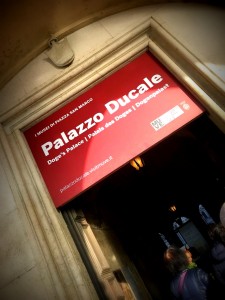 I MUSEI DI PIAZZA SAN MARCO
Palazzo Ducale
Doge's Palace | Palais des Doges | Dogenpalast